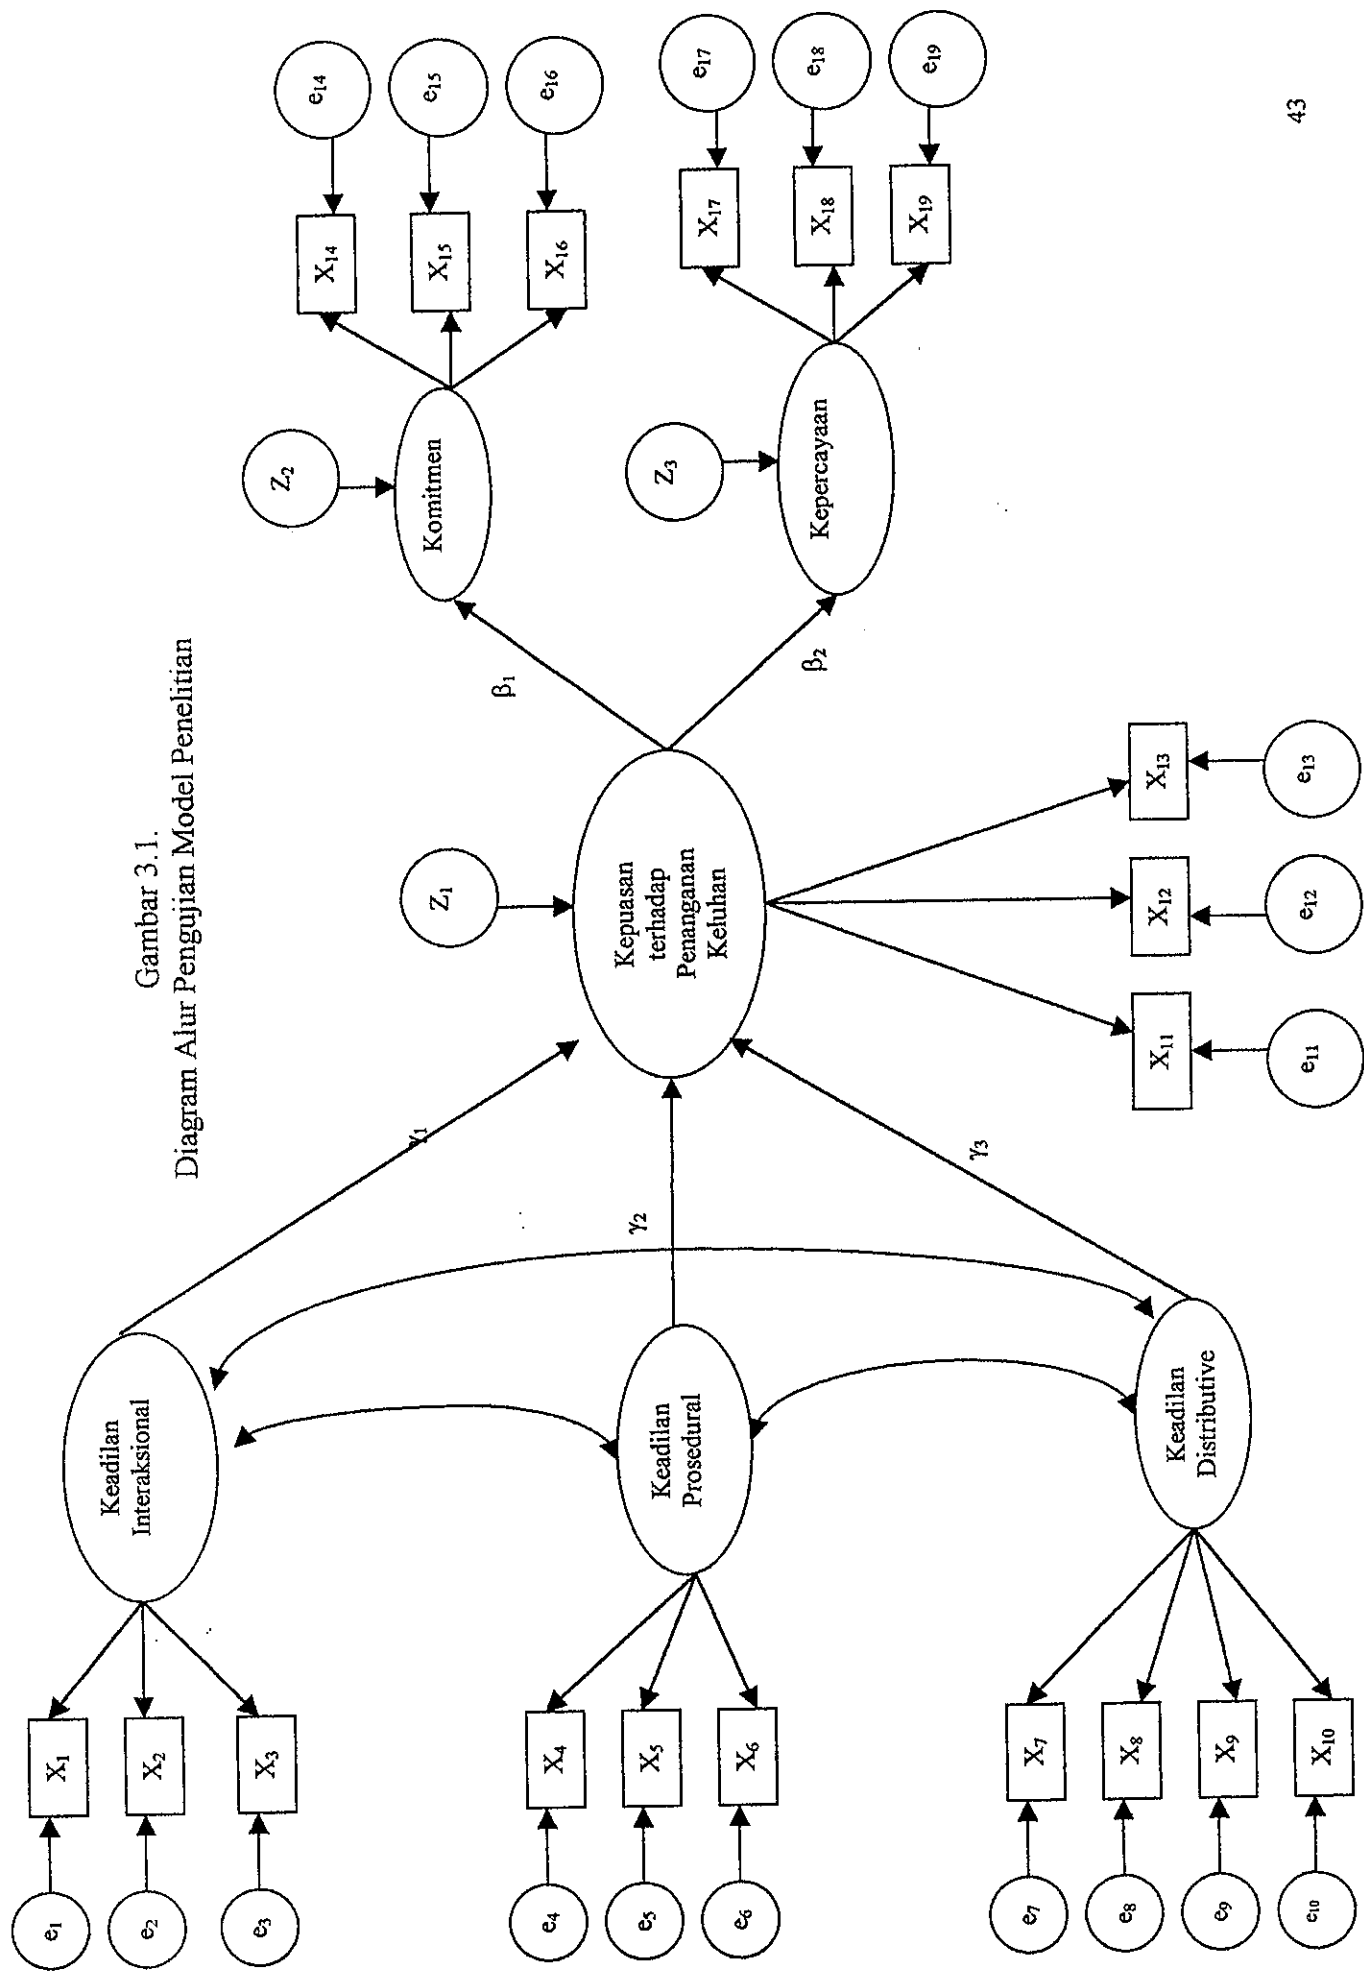 Gambar 3.1.
Diagram Alur Pengujian Model Penelitian
e1
X1
e2
X2
e3
X3
Keadilan
Interaksional
e4
X4
e5
X5
e6
X6
Keadilan
Prosedural
e7
X7
e8
X8
e9
X9
e10
X10
Keadilan
Distributive
γ1
γ2
γ3
Z1
Kepuasan
terhadap
Penanganan
Keluhan
X11
X12
X13
e11
e12
e13
β1
β2
Z2
Komitmen
X14
e14
X15
e15
X16
e16
Z3
Kepercayaan
X17
e17
X18
e18
X19
e19
43